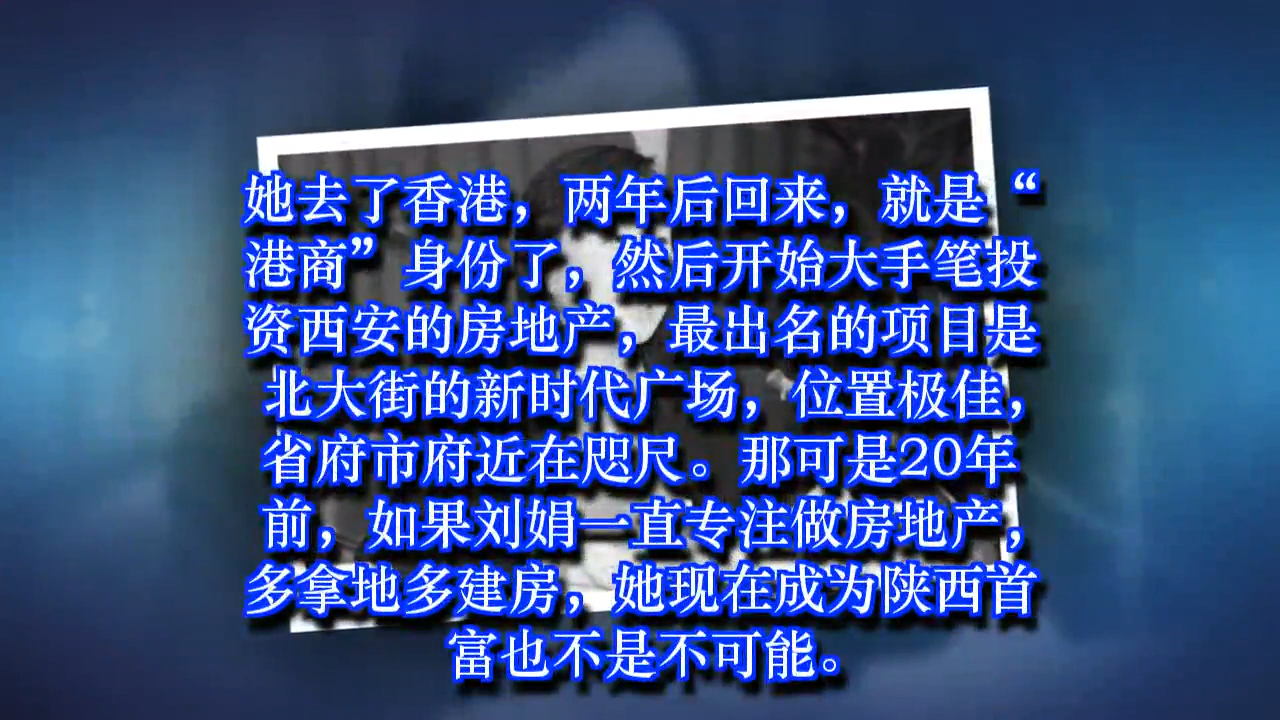 她去了香港，两年后回来，就是“
港商”身份了，然后开始大手笔投
资西安的房地产，最出名的项目是
北大街的新时代广场，位置极佳，
省府市府近在咫尺。那可是20年
前，如果刘娟一直专注做房地产，
多拿地多建房，她现在成为陕西首
富也不是不可能。